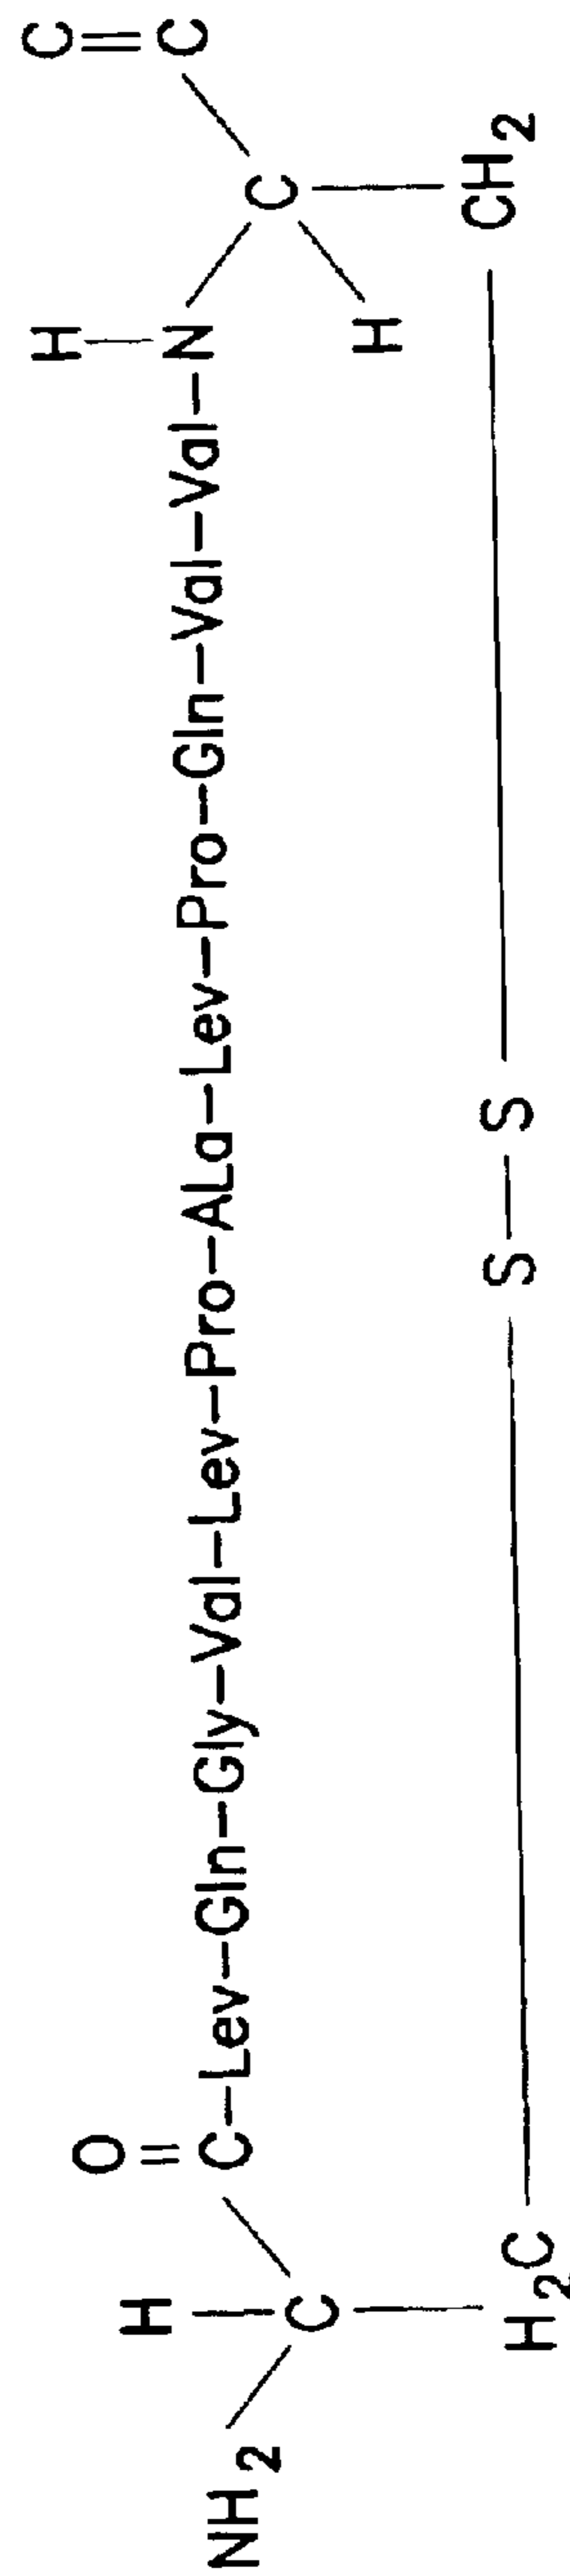 O H C
H C-Lev-Gln-Gly-Val-Lev-Pro-ALa-Lev-Pro-Gln-Val-Val-N C
NH2 C C
H
H2C S-S CH2